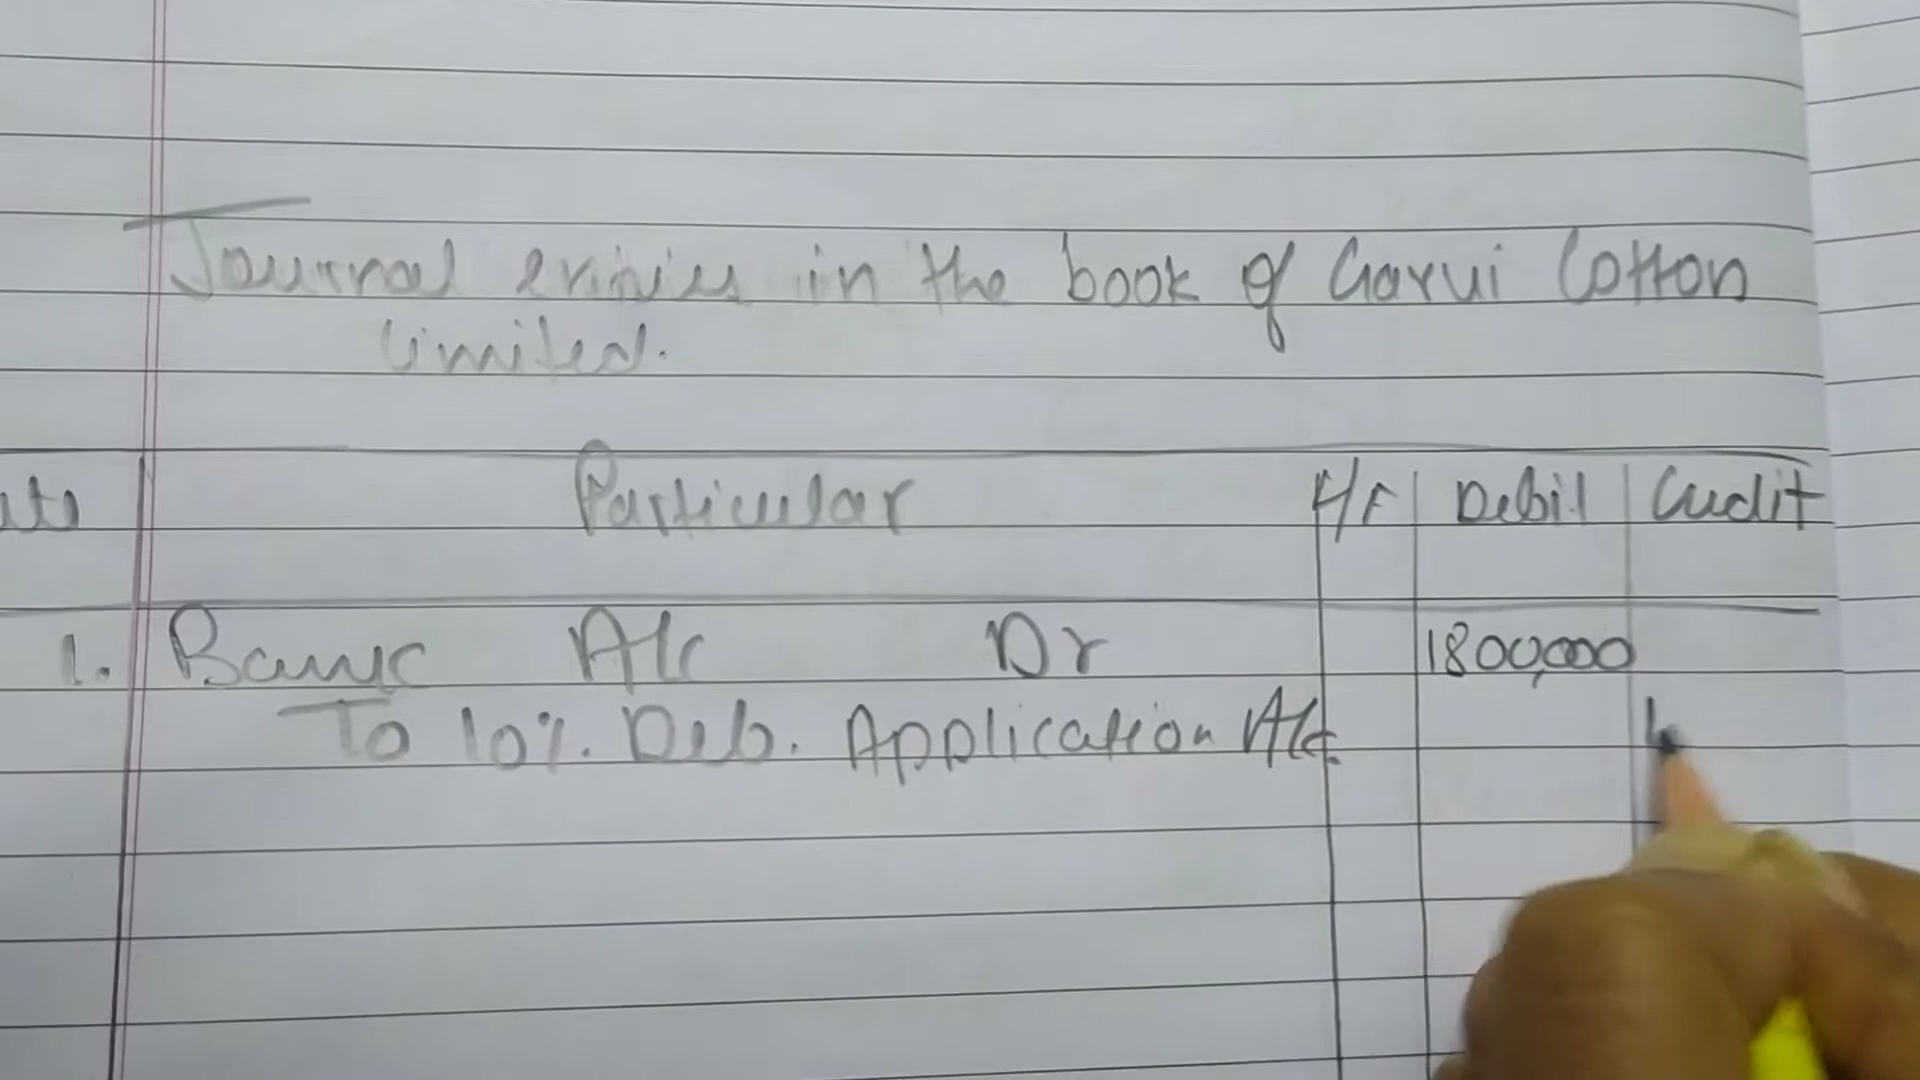 Journal entries in the book of Garvi Cotton
limited.
Particular L/F Debit Credit
1. Bank A/c Dr 1800,000
To 10%. Deb. Application A/c.